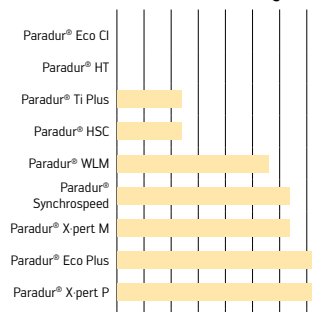 Paradur® Eco CI
Paradur® HT
Paradur® Ti Plus
Paradur® HSC
Paradur® WLM
Paradur®
Synchrospeed
Paradur® X·pert M
Paradur® Eco Plus
Paradur® X·pert P